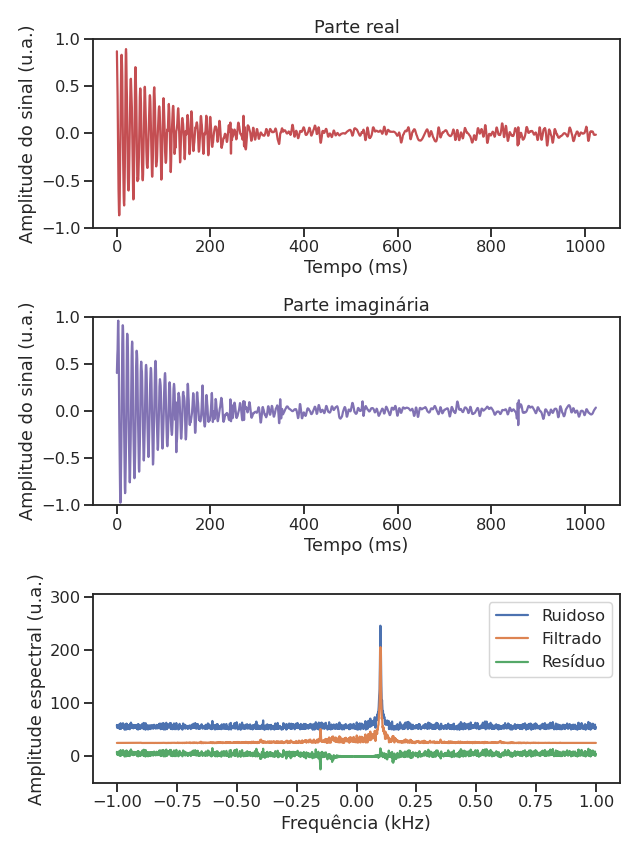 Parte real
Amplitude do sinal (u.a.)
1.0
0.5
0.0
−0.5
−1.0
0 200 400 600 800 1000
Tempo (ms)
Parte imaginária
Amplitude do sinal (u.a.)
1.0
0.5
0.0
−0.5
−1.0
0 200 400 600 800 1000
Tempo (ms)
Amplitude espectral (u.a.)
300
200
100
0
Ruidoso
Filtrado
Resíduo
−1.00 −0.75 −0.50 −0.25 0.00 0.25 0.50 0.75 1.00
Frequência (kHz)